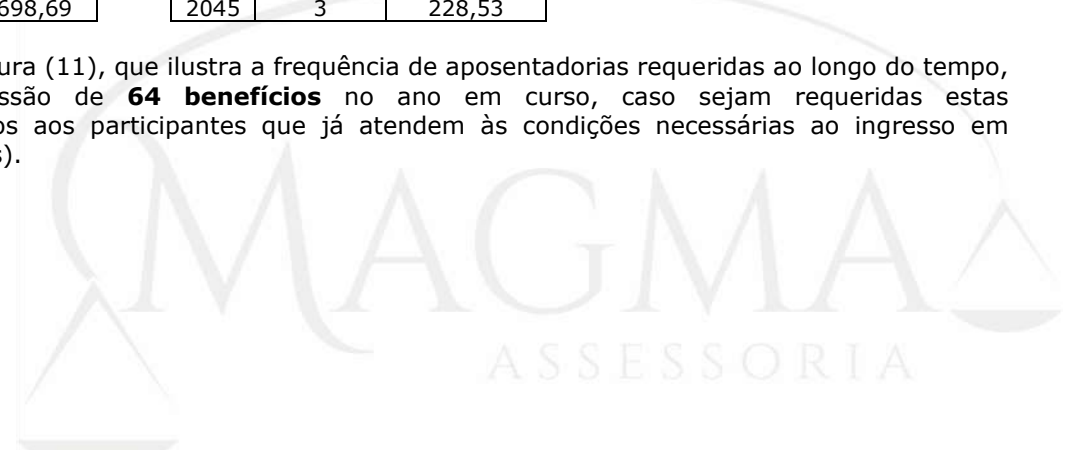 698,69 2045 3 228,53
ura (11), que ilustra a frequência de aposentadorias requeridas ao longo do tempo,
ssão de 64 benefícios no ano em curso, caso sejam requeridas estas
os aos participantes que já atendem às condições necessárias ao ingresso em
s).
MAGMA
ASSESSORIA